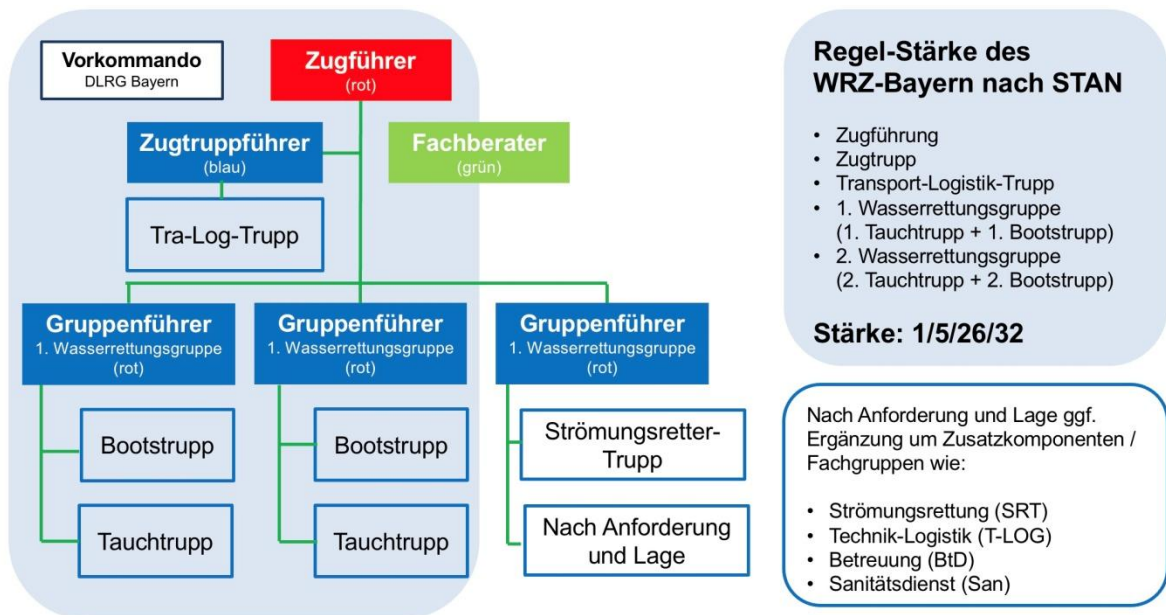 Vorkommando
DLRG Bayern
Zugführer
(rot)
Zugtruppführer
(blau)
Fachberater
(grün)
Tra-Log-Trupp
Gruppenführer
1. Wasserrettungsgruppe
(rot)
Bootstrupp
Tauchtrupp
Gruppenführer
1. Wasserrettungsgruppe
(rot)
Bootstrupp
Tauchtrupp
Gruppenführer
1. Wasserrettungsgruppe
(rot)
Strömungsretter-
Trupp
Nach Anforderung
und Lage
Regel-Stärke des
WRZ-Bayern nach STAN
• Zugführung
• Zugtrupp
• Transport-Logistik-Trupp
• 1. Wasserrettungsgruppe
(1. Tauchtrupp + 1. Bootstrupp)
• 2. Wasserrettungsgruppe
(2. Tauchtrupp + 2. Bootstrupp)
Stärke: 1/5/26/32
Nach Anforderung und Lage ggf.
Ergänzung um Zusatzkomponenten /
Fachgruppen wie:
• Strömungsrettung (SRT)
• Technik-Logistik (T-LOG)
• Betreuung (BtD)
• Sanitätsdienst (San)